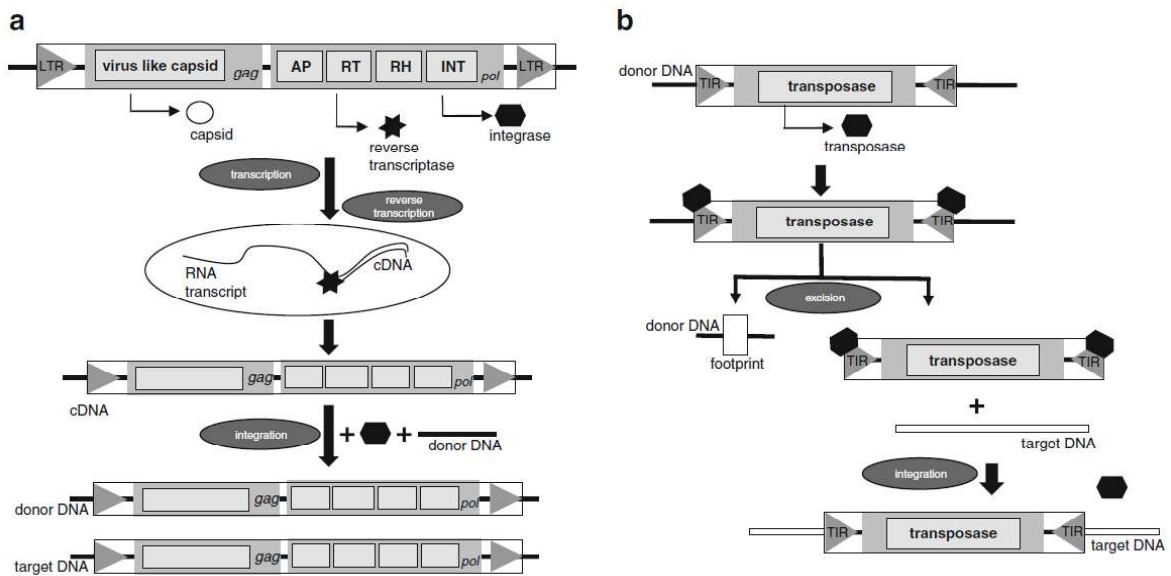 a
LTR
virus like capsid
gag
AP
RT
RH
INT
pol
LTR
capsid
reverse
transcriptase
integrase
transcription
reverse
transcription
RNA
transcript
cDNA
gag
pol
cDNA
integration
+
+
donor DNA
donor DNA
gag
pol
target DNA
gag
pol
b
donor DNA
TIR
transposase
TIR
transposase
TIR
transposase
TIR
excision
donor DNA
footprint
TIR
transposase
TIR
+
target DNA
integration
TIR
transposase
TIR
target DNA